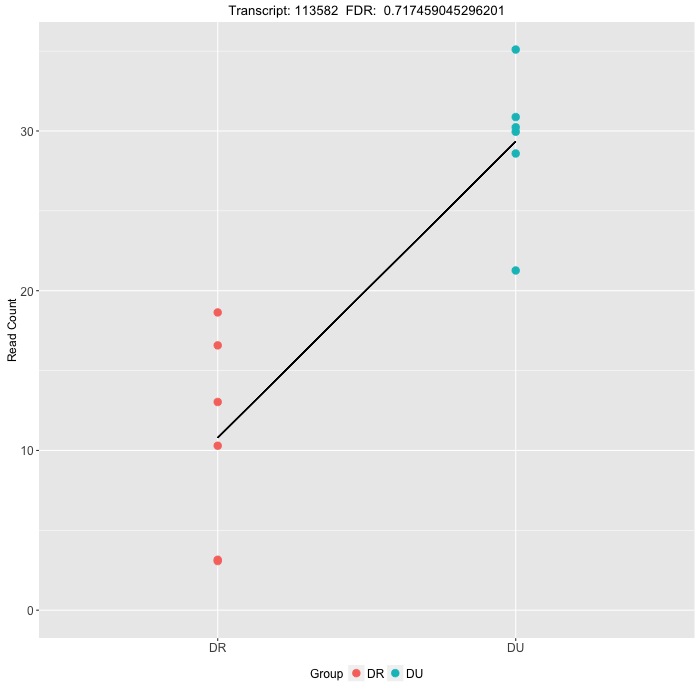 Transcript: 113582 FDR: 0.717459045296201
30
20
10
0
Read Count
DR DU
Group DR DU